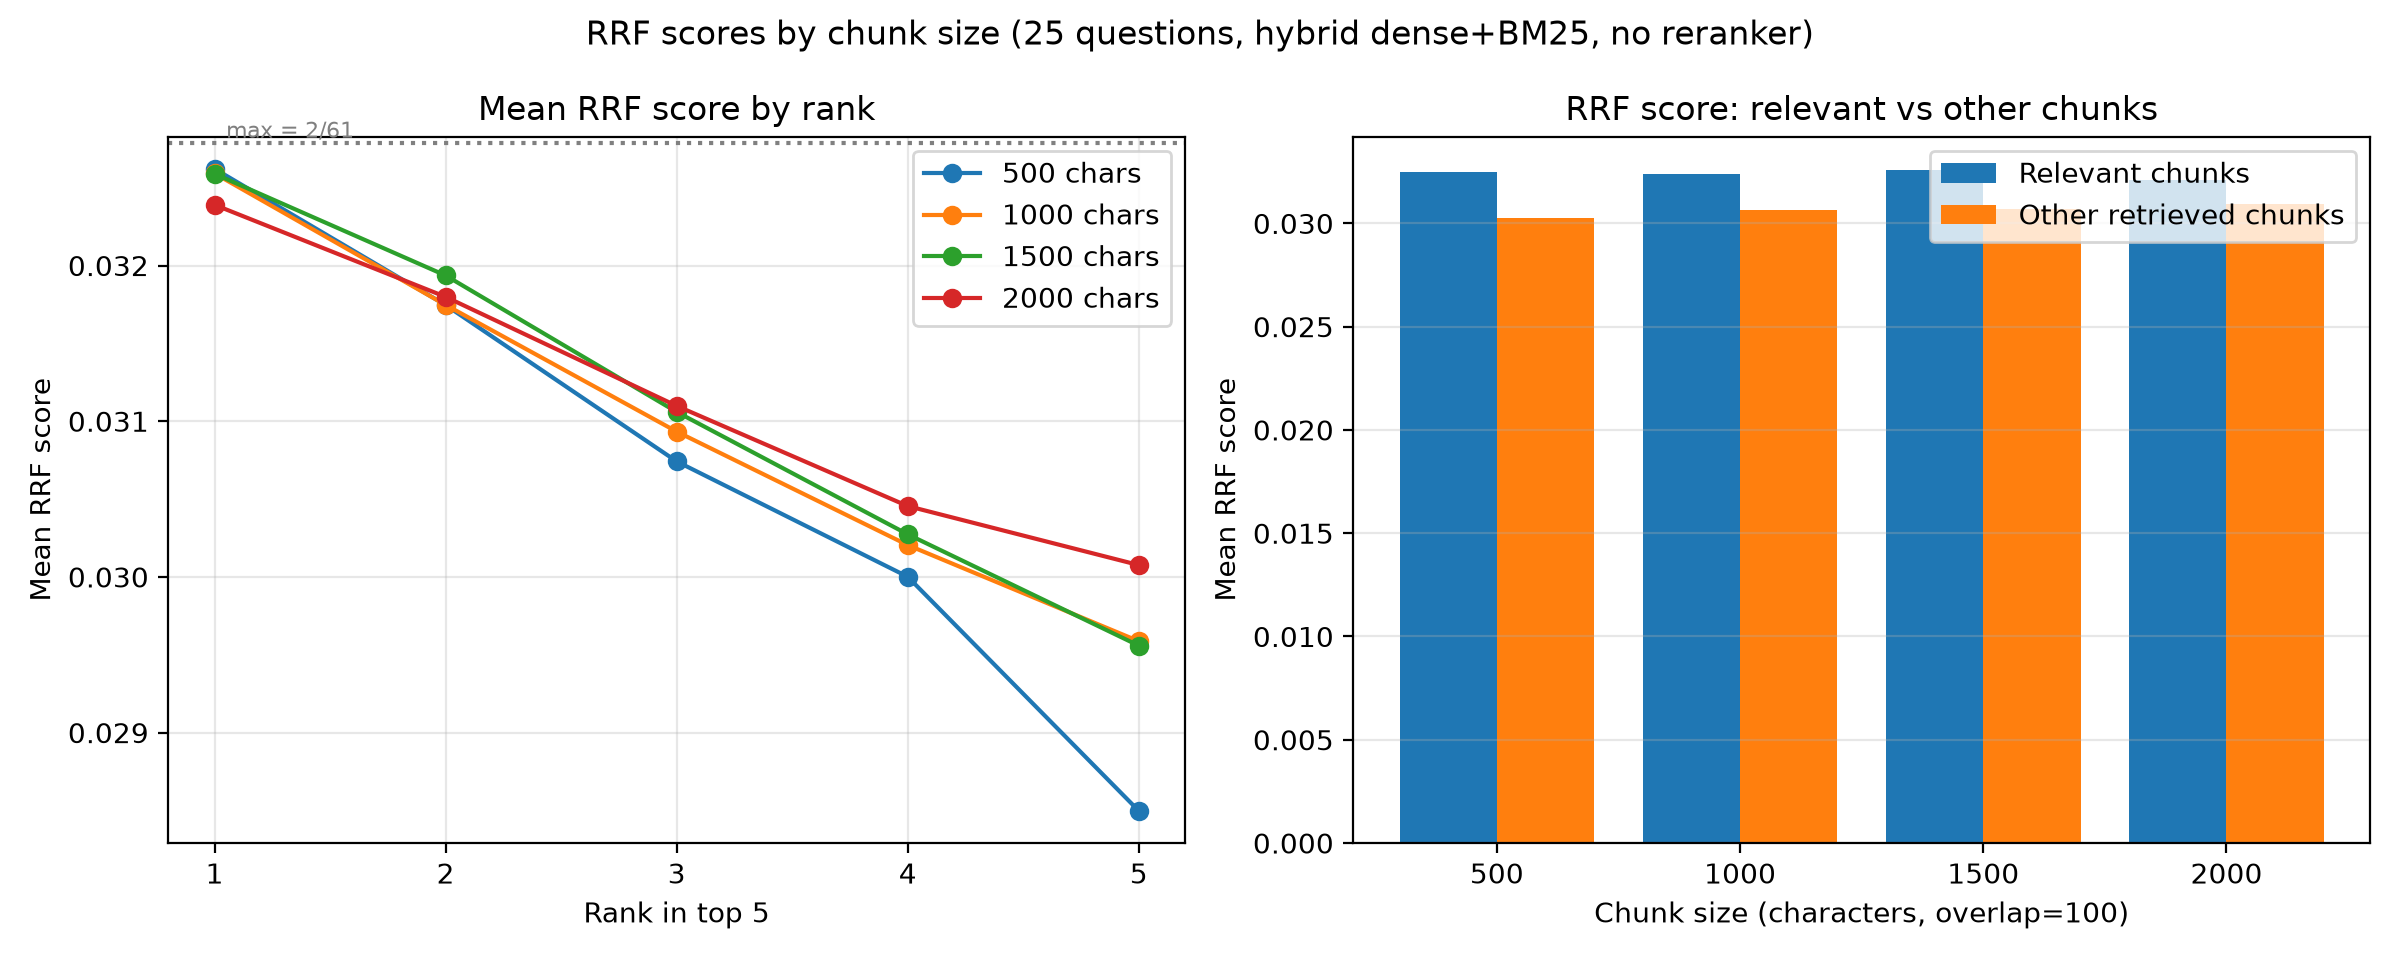 RRF scores by chunk size (25 questions, hybrid dense+BM25, no reranker)
Mean RRF score by rank
max = 2/61
500 chars
1000 chars
1500 chars
2000 chars
0.032
0.031
0.030
0.029
Mean RRF score
1 2 3 4 5
Rank in top 5
RRF score: relevant vs other chunks
Relevant chunks
Other retrieved chunks
0.030
0.025
0.020
0.015
0.010
0.005
0.000
Mean RRF score
500 1000 1500 2000
Chunk size (characters, overlap=100)